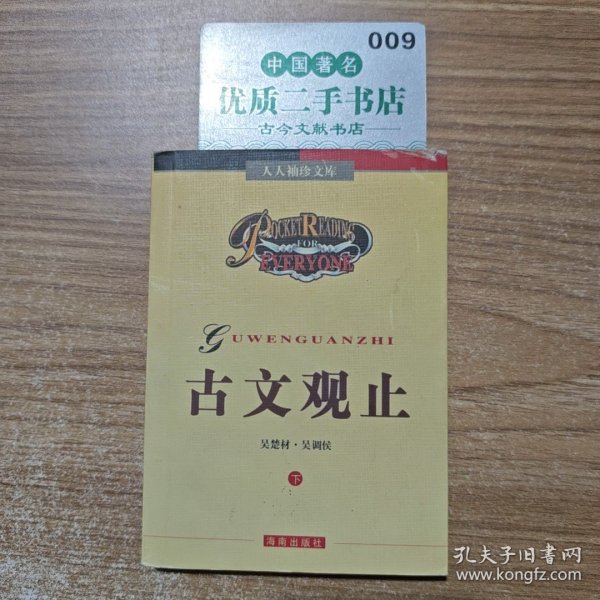 009
中国著名
优质二手书店
古今文献书店
人人袖珍文库
POCKET READING
FOR
EVERYONE
GUWENGUANZHI
古文观止
吴楚材·吴调侯
下
海南出版社
孔夫子旧书网
www.kongfz.com